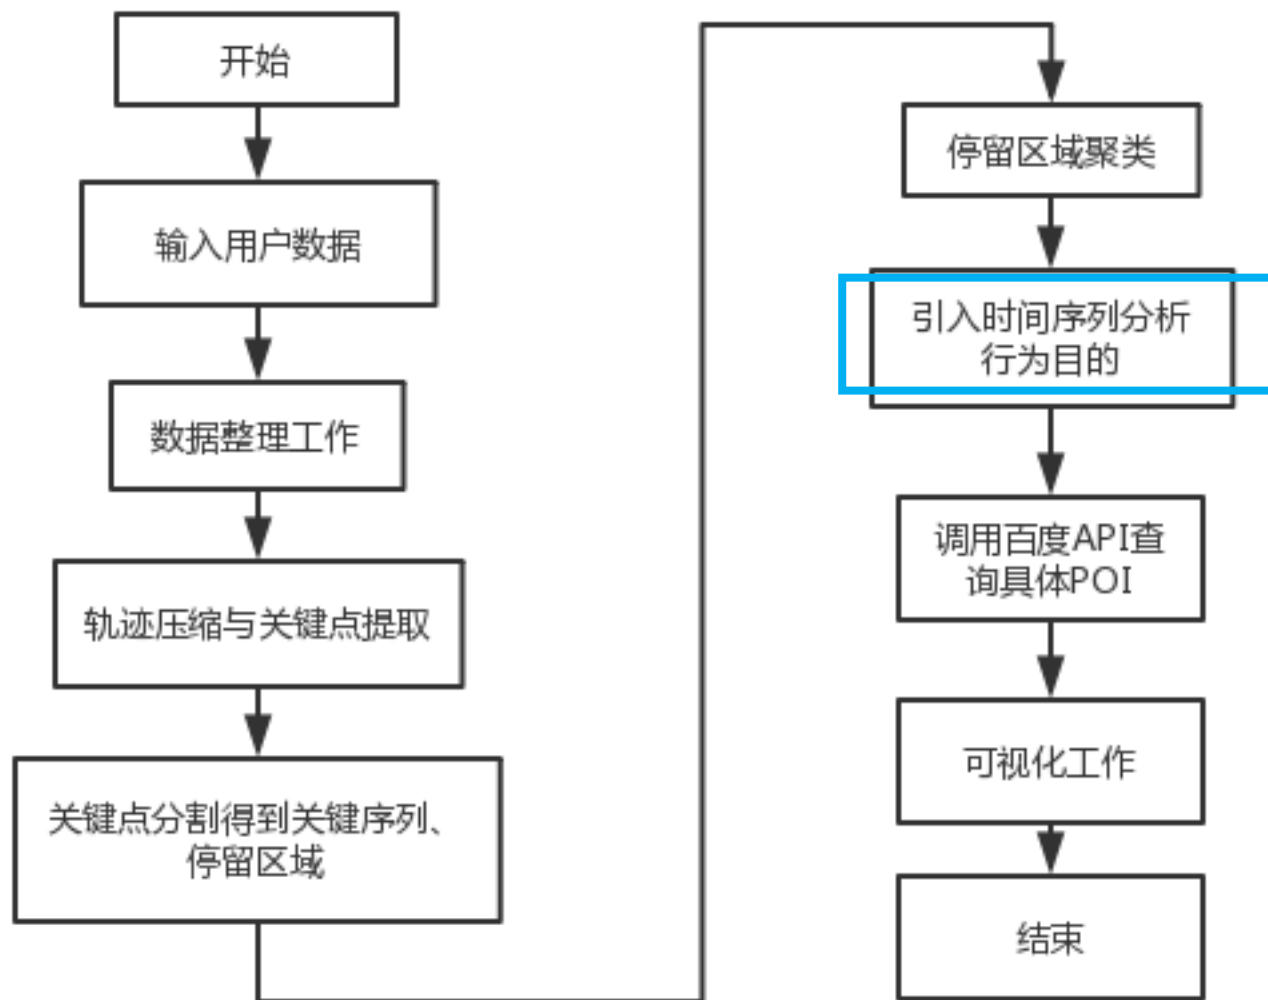 开始
输入用户数据
数据整理工作
轨迹压缩与关键点提取
关键点分割得到关键序列、
停留区域
停留区域聚类
引入时间序列分析
行为目的
调用百度API查
询具体POI
可视化工作
结束